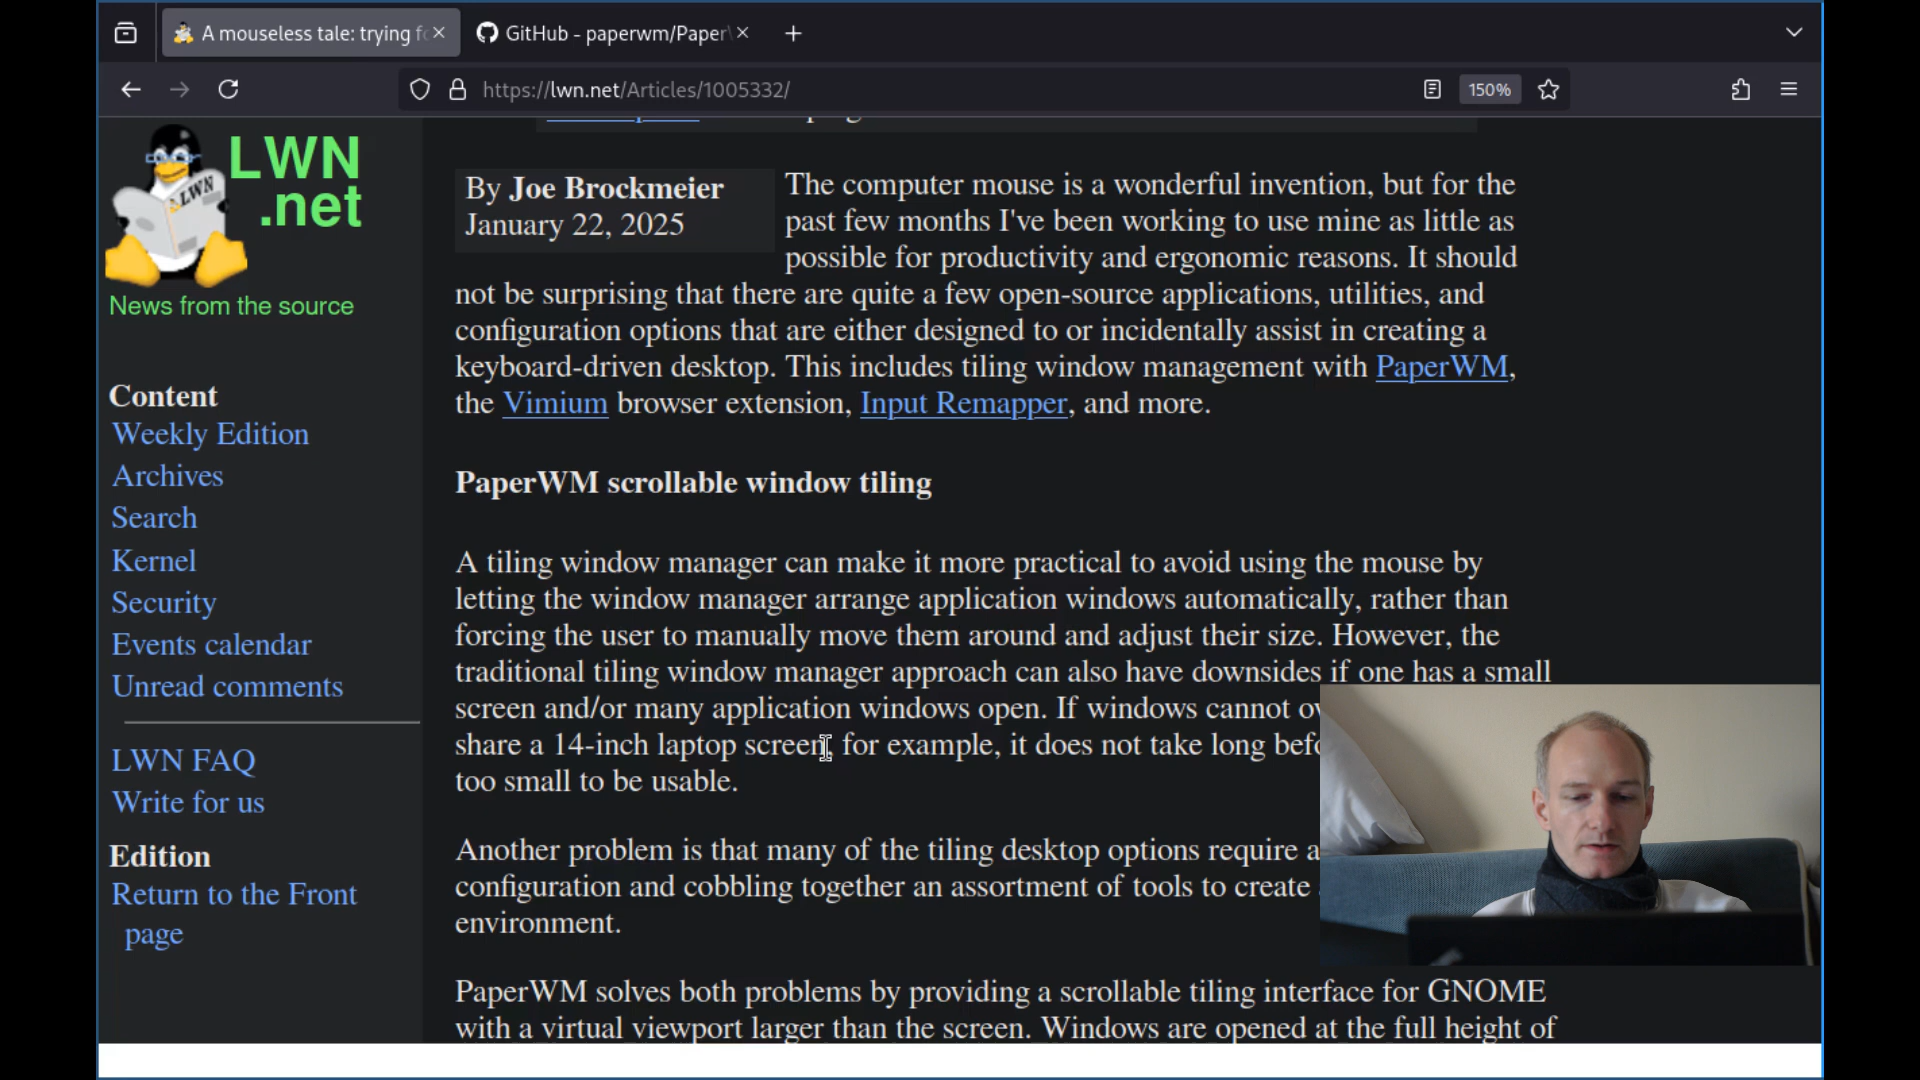 A mouseless tale: trying fo
GitHub - paperwm/Paper
https://lwn.net/Articles/1005332/
150%
LWN
.net
LWN
News from the source
Content
Weekly Edition
Archives
Search
Kernel
Security
Events calendar
Unread comments
LWN FAQ
Write for us
Edition
Return to the Front
page
By Joe Brockmeier
January 22, 2025
The computer mouse is a wonderful invention, but for the
past few months I've been working to use mine as little as
possible for productivity and ergonomic reasons. It should
not be surprising that there are quite a few open-source applications, utilities, and
configuration options that are either designed to or incidentally assist in creating a
keyboard-driven desktop. This includes tiling window management with PaperWM,
the Vimium browser extension, Input Remapper, and more.
PaperWM scrollable window tiling
A tiling window manager can make it more practical to avoid using the mouse by
letting the window manager arrange application windows automatically, rather than
forcing the user to manually move them around and adjust their size. However, the
traditional tiling window manager approach can also have downsides if one has a small
screen and/or many application windows open. If windows cannot ov
share a 14-inch laptop screen, for example, it does not take long befo
too small to be usable.
Another problem is that many of the tiling desktop options require a
configuration and cobbling together an assortment of tools to create
environment.
PaperWM solves both problems by providing a scrollable tiling interface for GNOME
with a virtual viewport larger than the screen. Windows are opened at the full height of